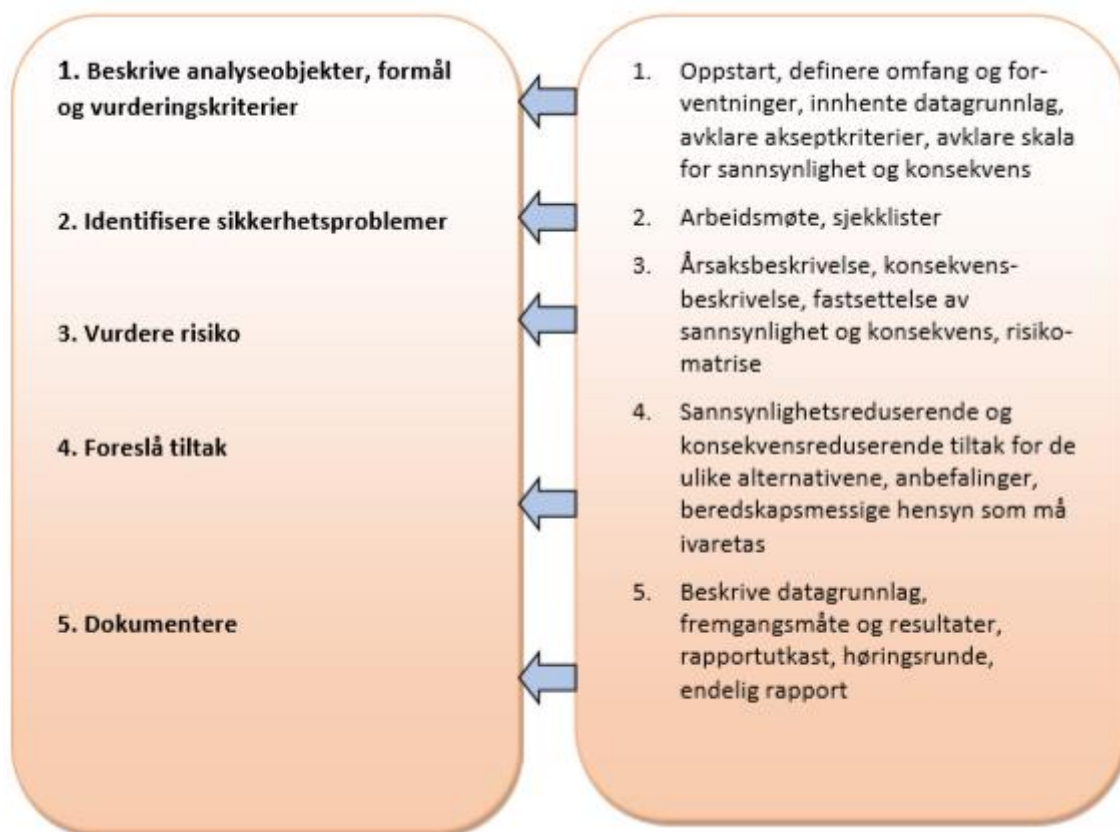 1. Beskrive analyseobjekter, formål
og vurderingskriterier
2. Identifisere sikkerhetsproblemer
3. Vurdere risiko
4. Foreslå tiltak
5. Dokumentere
1. Oppstart, definere omfang og for-
ventninger, innhente datagrunnlag,
avklare akseptkriterier, avklare skala
for sannsynlighet og konsekvens
2. Arbeidsmøte, sjekklister
3. Årsaksbeskrivelse, konsekvens-
beskrivelse, fastsettelse av
sannsynlighet og konsekvens, risiko-
matrise
4. Sannsynlighetsreduserende og
konsekvensreduserende tiltak for de
ulike alternativene, anbefalinger,
beredskapsmessige hensyn som må
ivaretas
5. Beskrive datagrunnlag,
fremgangsmåte og resultater,
rapportutkast, høringsrunde,
endelig rapport